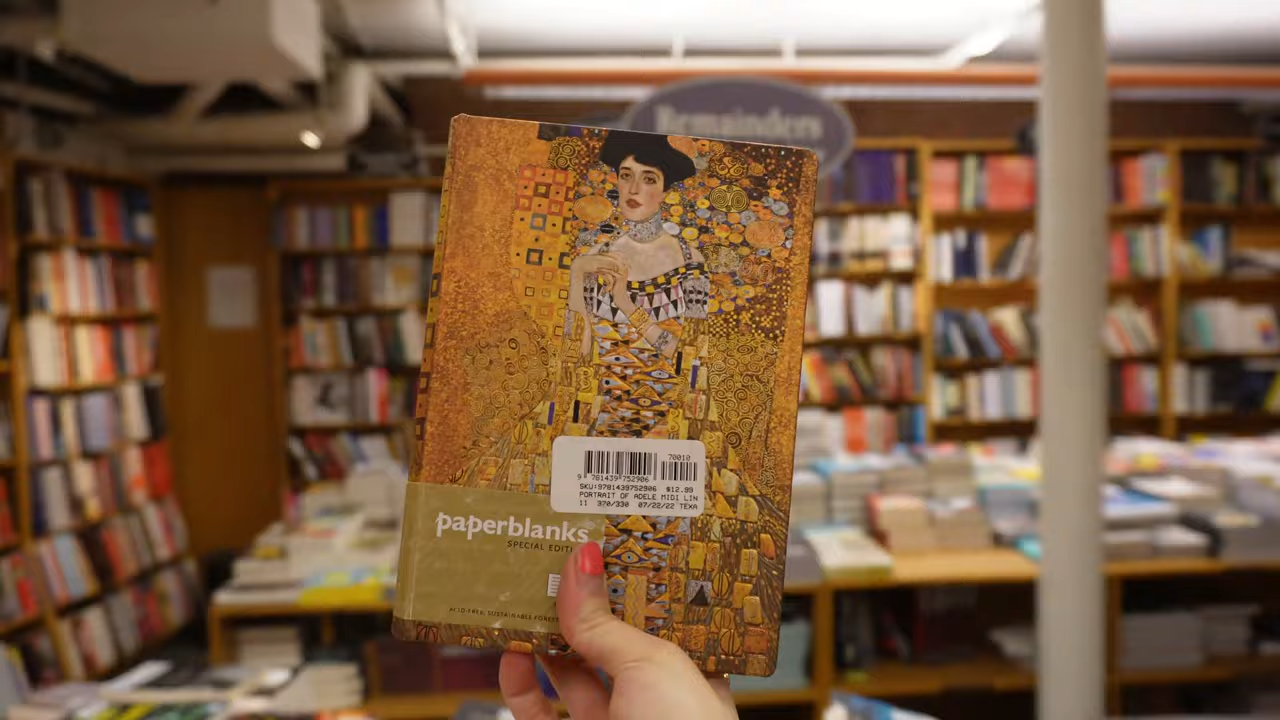 Remainders
70010
9 781439 752906
SKU:9781439752906 $12.99
PORTRAIT OF ADELE MIDI LIN
11 370/330 07/22/22 TEXA
paperblanks
SPECIAL EDITI
ACID-FREE, SUSTAINABLE FOREST